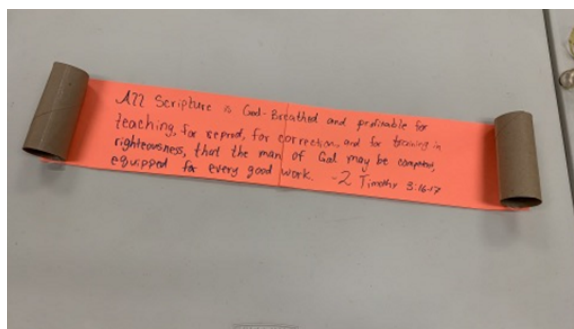 All Scripture is God-Breathed and profitable for
teaching, for reproof, for correction, and for training in
righteousness, that the man of God may be competent,
equipped for every good work. -2 Timothy 3:16-17